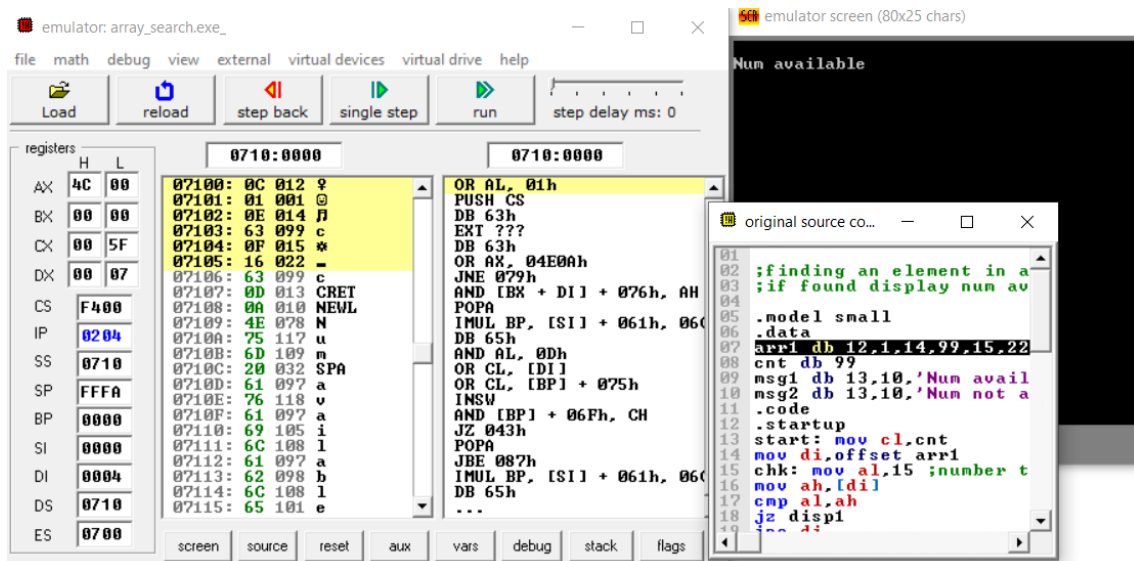 emulator: array_search.exe_
file math debug view external virtual devices virtual drive help
Load reload step back single step run step delay ms: 0
registers
H L
0710:0000 0710:0000
AX 4C 00
BX 00 00
CX 00 5F
DX 00 07
CS F400
IP 0204
SS 0710
SP FFFA
BP 0000
SI 0000
DI 0004
DS 0710
ES 0700
07100: 0C 012 ♀
07101: 01 001 ☺
07102: 0E 014 ♫
07103: 63 099 c
07104: 0F 015 ☼
07105: 16 022 ▬
07106: 63 099 c
07107: 0D 013 CRET
07108: 0A 010 NEWL
07109: 4E 078 N
0710A: 75 117 u
0710B: 6D 109 m
0710C: 20 032 SPA
0710D: 61 097 a
0710E: 76 118 v
0710F: 61 097 a
07110: 69 105 i
07111: 6C 108 l
07112: 61 097 a
07113: 62 098 b
07114: 6C 108 l
07115: 65 101 e
OR AL, 01h
PUSH CS
DB 63h
EXT ???
DB 63h
OR AX, 04E0Ah
JNE 079h
AND [BX + DI] + 076h, AH
POPA
IMUL BP, [SI] + 061h, 06
DB 65h
AND AL, 0Dh
OR CL, [DI]
OR CL, [BP] + 075h
INSW
AND [BP] + 06Fh, CH
JZ 043h
POPA
JBE 087h
IMUL BP, [SI] + 061h, 06
DB 65h
...
screen source reset aux vars debug stack flags
emulator screen (80x25 chars)
Num available
original source co...
01
02 ;finding an element in a
03 ;if found display num av
04
05 .model small
06 .data
07 arr1 db 12,1,14,99,15,22
08 cnt db 99
09 msg1 db 13,10,'Num avail
10 msg2 db 13,10,'Num not a
11 .code
12 .startup
13 start: mov cl,cnt
14 mov di,offset arr1
15 chk: mov al,15 ;number t
16 mov ah,[di]
17 cmp al,ah
18 jz disp1
19 inc di